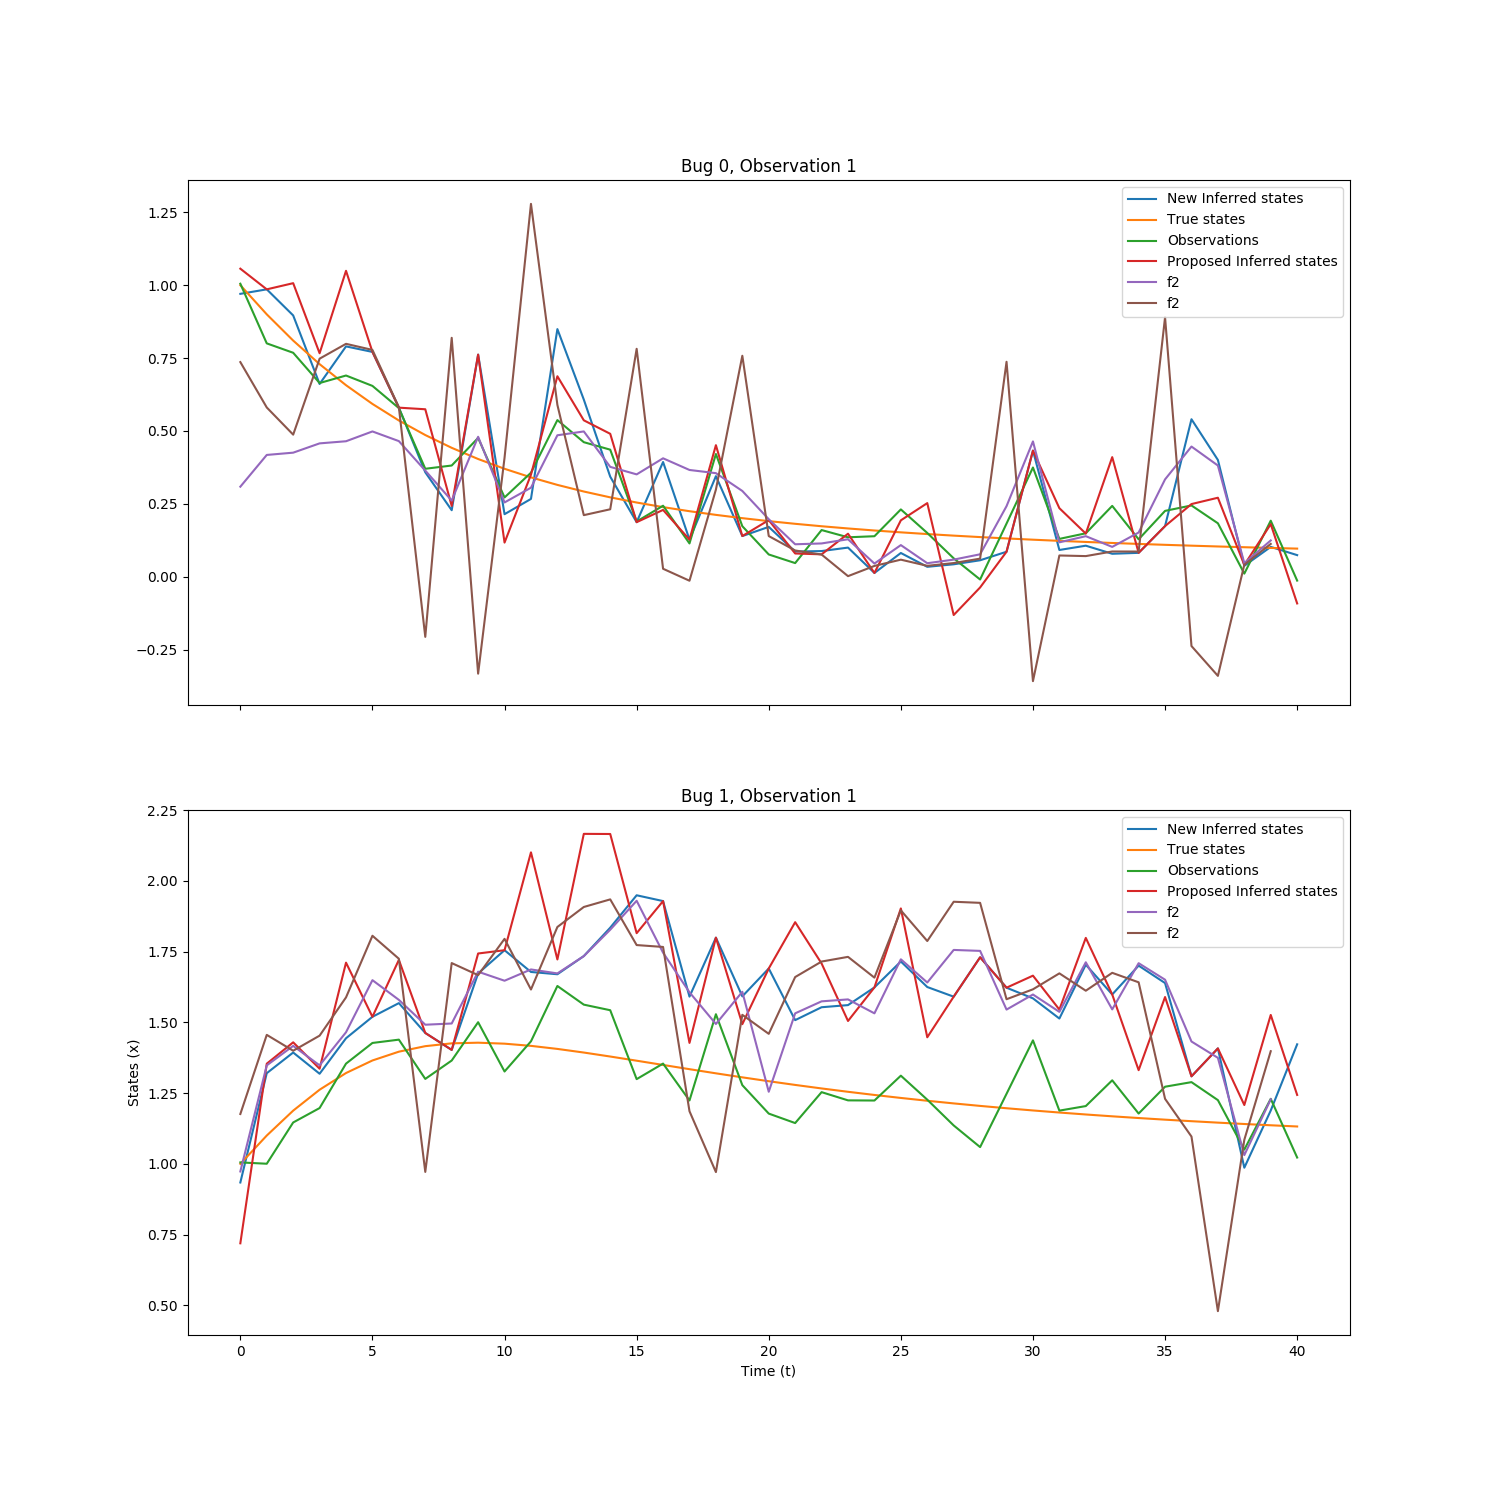 Bug 0, Observation 1
1.25
1.00
0.75
0.50
0.25
0.00
−0.25
New Inferred states
True states
Observations
Proposed Inferred states
f2
f2
Bug 1, Observation 1
2.25
2.00
1.75
1.50
1.25
1.00
0.75
0.50
States (x)
New Inferred states
True states
Observations
Proposed Inferred states
f2
f2
0 5 10 15 20 25 30 35 40
Time (t)